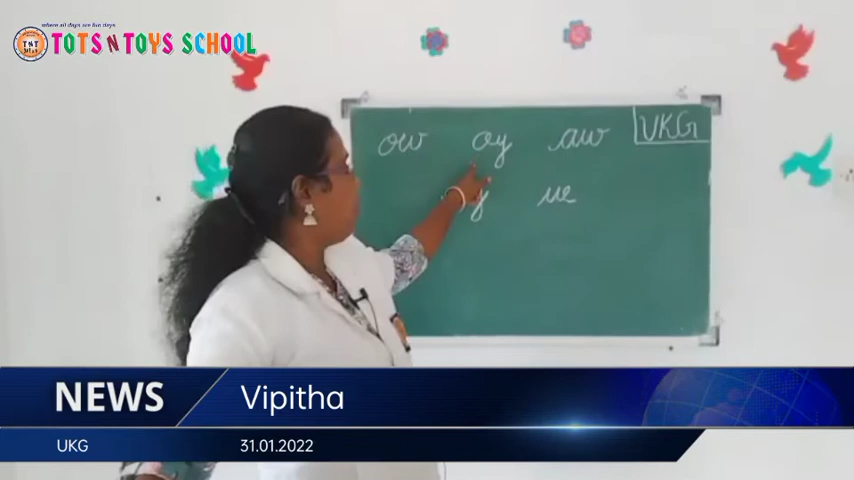 where all days are fun days
TNT
TOTS N TOYS SCHOOL
UKG
ow oy aw
ue
NEWS
Vipitha
UKG
31.01.2022